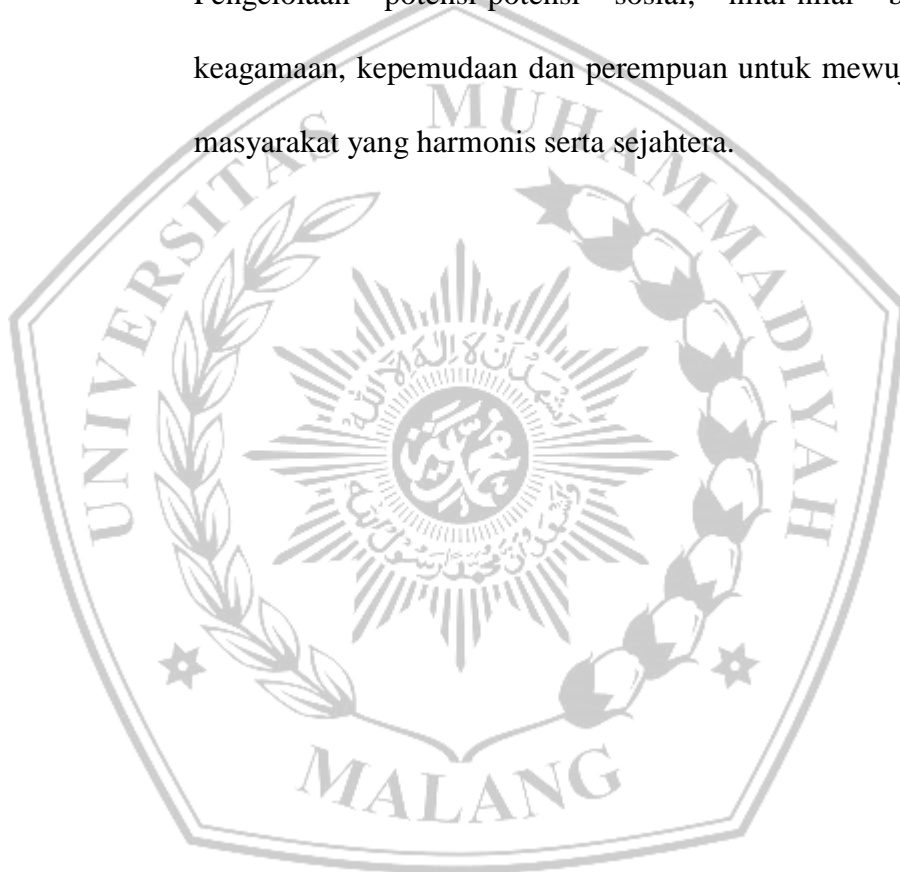 Pengelolaan potensi-potensi sosial, nilai-nilai
keagamaan, kepemudaan dan perempuan untuk
masyarakat yang harmonis serta sejahtera.
UNIVERSITAS MUHAMMADIYAH
MALANG